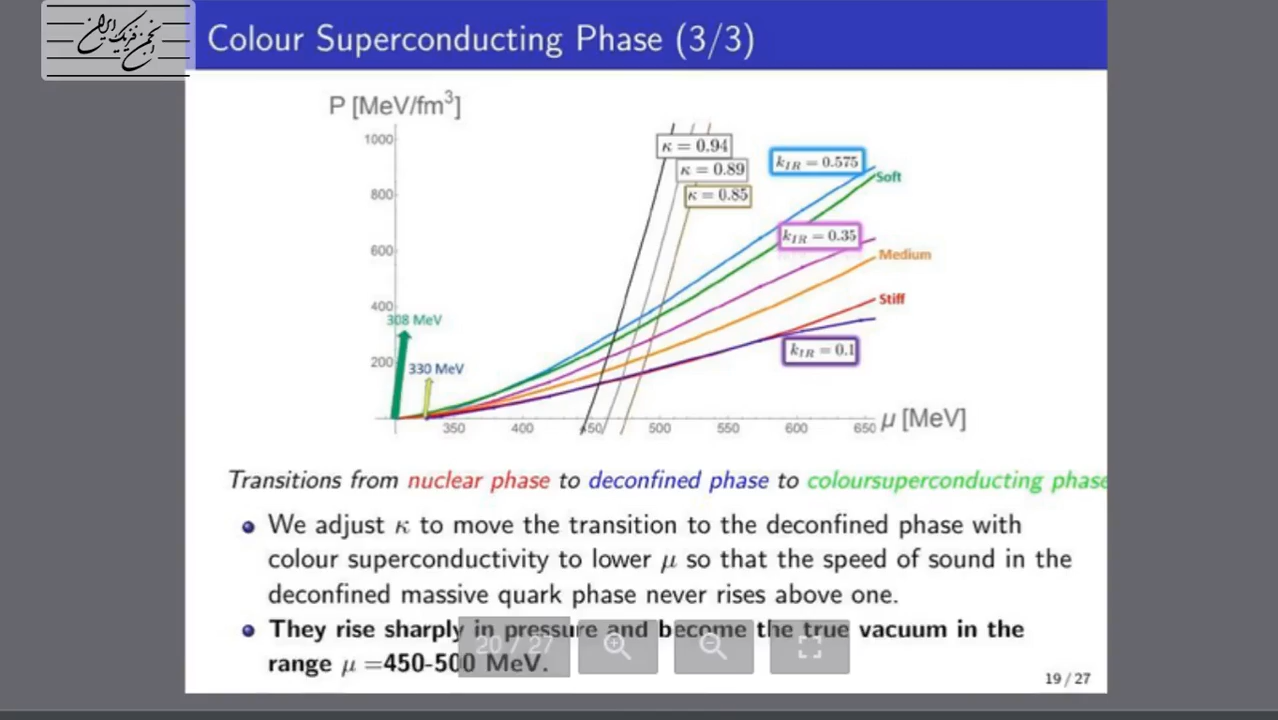 انجمن فیزیک ایران
Colour Superconducting Phase (3/3)
P [MeV/fm³]
1000
800
600
400
200
κ = 0.94
κ = 0.89
κ = 0.85
k_IR = 0.575
Soft
k_IR = 0.35
Medium
Stiff
k_IR = 0.1
308 MeV
330 MeV
350 400 450 500 550 600 650 μ [MeV]
Transitions from nuclear phase to deconfined phase to coloursuperconducting phase
We adjust κ to move the transition to the deconfined phase with
colour superconductivity to lower μ so that the speed of sound in the
deconfined massive quark phase never rises above one.
They rise sharply in pressure and become the true vacuum in the
range μ =450-500 MeV.
20 / 27
19 / 27